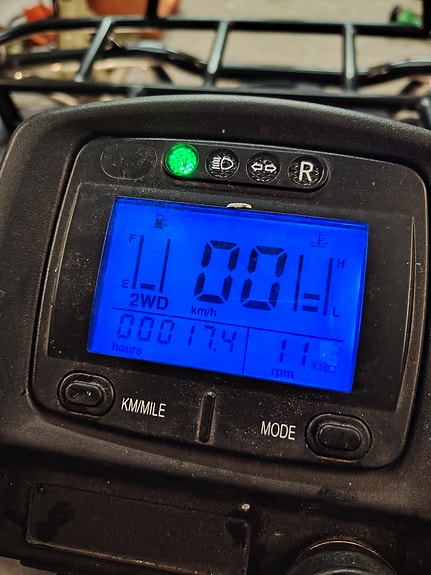 R
F H
00
E L
2WD km/h
00017.4 11
hours rpm X100
KM/MILE
MODE